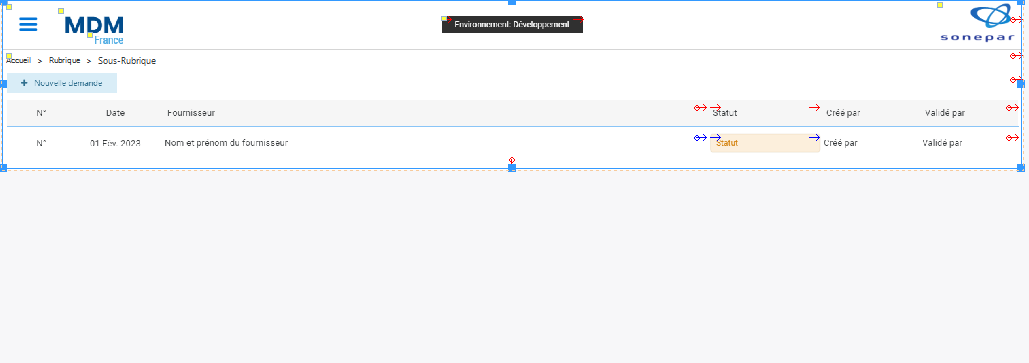 MDM
France
Environnement: Développement
sonepar
Accueil > Rubrique > Sous-Rubrique
+ Nouvelle demande
N° Date Fournisseur Statut Créé par Validé par
N° 01 Fev. 2023 Nom et prénom du fournisseur Statut Créé par Validé par